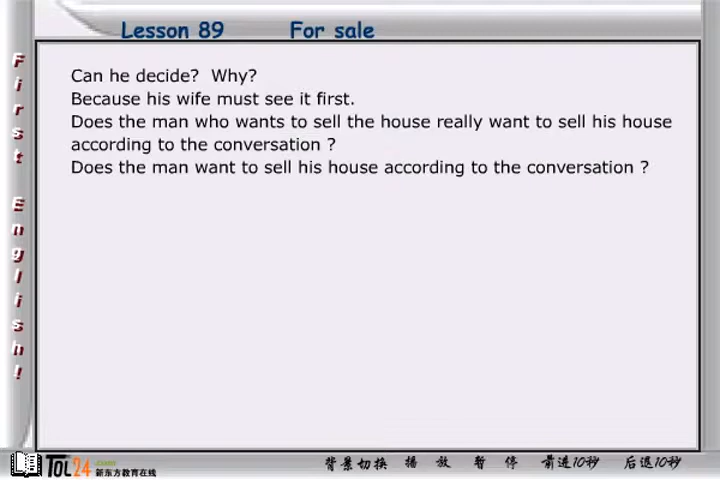 Lesson 89 For sale
First English!
Can he decide? Why?
Because his wife must see it first.
Does the man who wants to sell the house really want to sell his house
according to the conversation ?
Does the man want to sell his house according to the conversation ?
TOL24.com 新东方教育在线
背景切换 播放 暂停 前进10秒 后退10秒